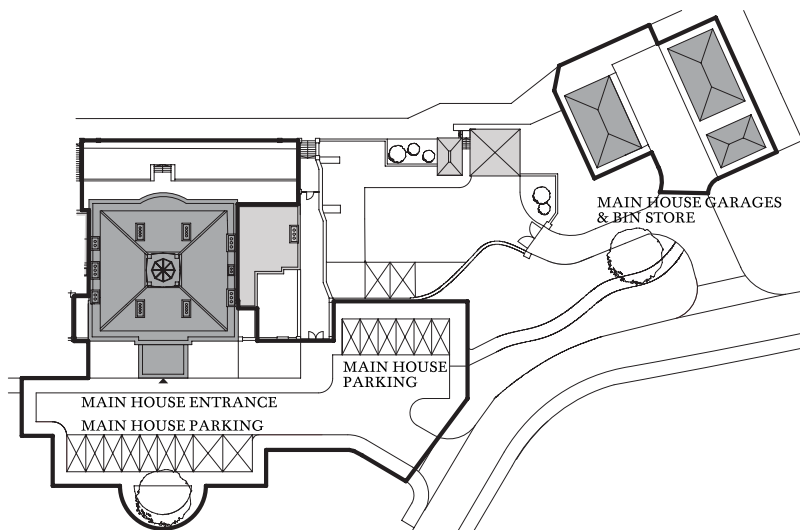 MAIN HOUSE GARAGES
& BIN STORE
MAIN HOUSE
PARKING
MAIN HOUSE ENTRANCE
MAIN HOUSE PARKING